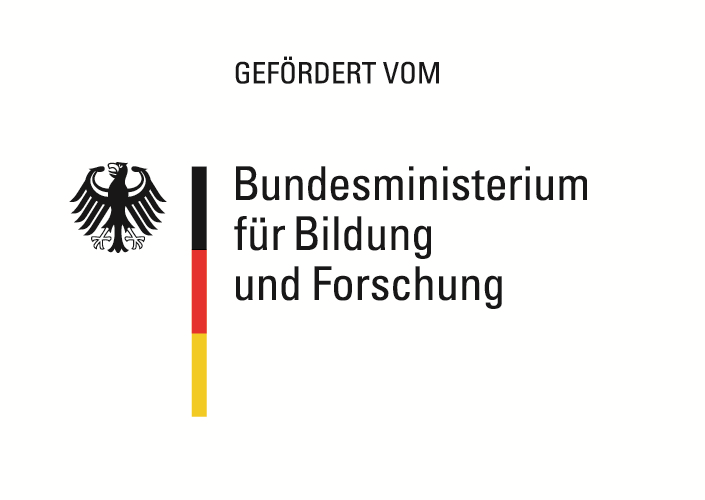 GEFÖRDERT VOM
Bundesministerium
für Bildung
und Forschung